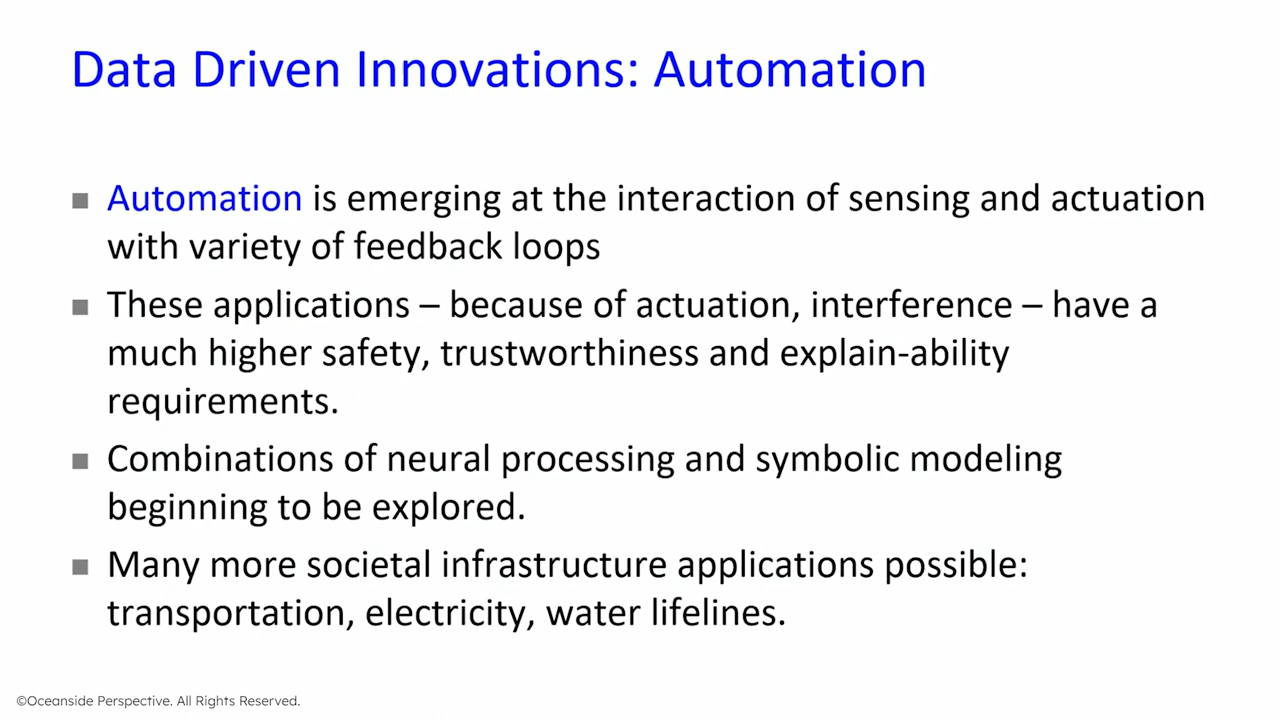 Data Driven Innovations: Automation
Automation is emerging at the interaction of sensing and actuation
with variety of feedback loops
These applications – because of actuation, interference – have a
much higher safety, trustworthiness and explain-ability
requirements.
Combinations of neural processing and symbolic modeling
beginning to be explored.
Many more societal infrastructure applications possible:
transportation, electricity, water lifelines.
©Oceanside Perspective. All Rights Reserved.